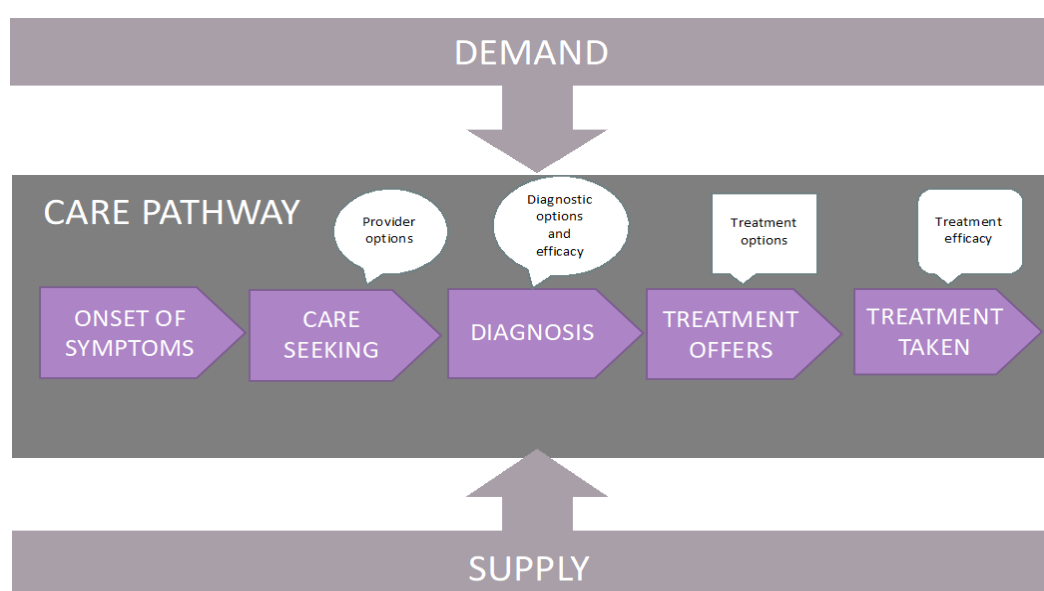 DEMAND
CARE PATHWAY
Provider
options
Diagnostic
options
and
efficacy
Treatment
options
Treatment
efficacy
ONSET OF
SYMPTOMS
CARE
SEEKING
DIAGNOSIS
TREATMENT
OFFERS
TREATMENT
TAKEN
SUPPLY